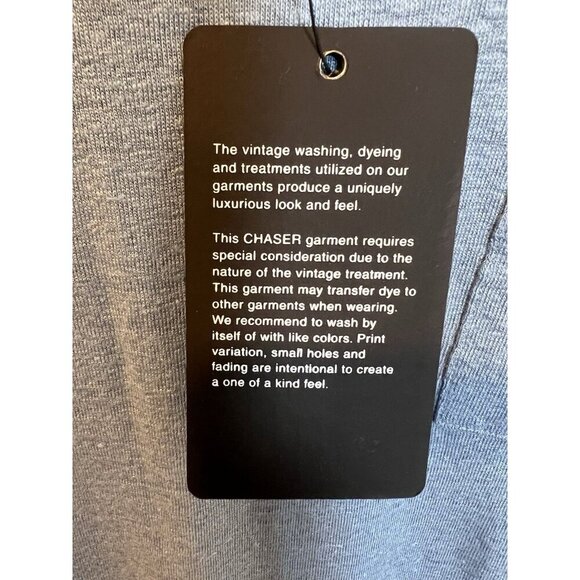 The vintage washing, dyeing
and treatments utilized on our
garments produce a uniquely
luxurious look and feel.
This CHASER garment requires
special consideration due to the
nature of the vintage treatment.
This garment may transfer dye to
other garments when wearing.
We recommend to wash by
itself of with like colors. Print
variation, small holes and
fading are intentional to create
a one of a kind feel.